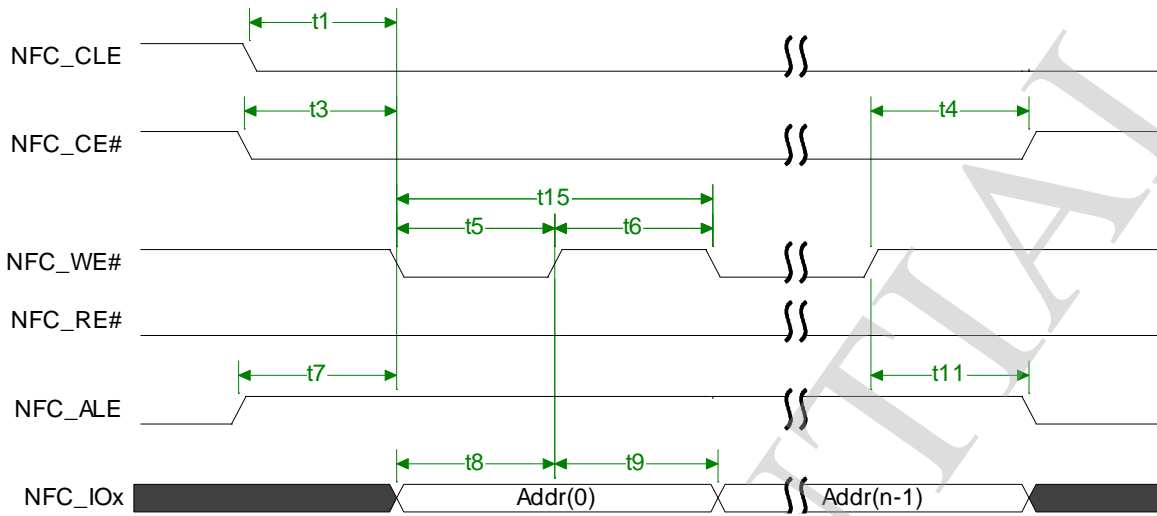 t1
NFC_CLE
t3
t4
NFC_CE#
t15
t5 t6
NFC_WE#
NFC_RE#
t7 t11
NFC_ALE
t8 t9
NFC_IOx Addr(0) Addr(n-1)
NTIAL